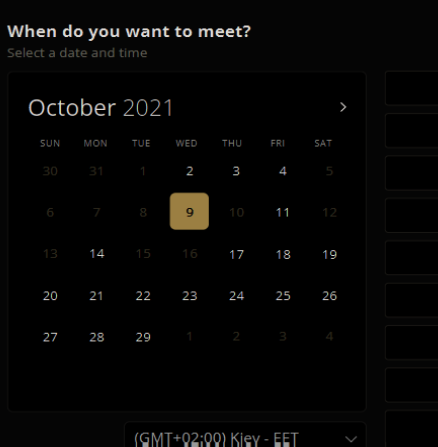 When do you want to meet?
Select a date and time
October 2021
SUN MON TUE WED THU FRI SAT
30 31 1 2 3 4 5
6 7 8 9 10 11 12
13 14 15 16 17 18 19
20 21 22 23 24 25 26
27 28 29 1 2 3 4
(GMT+02:00) Kiev - EET